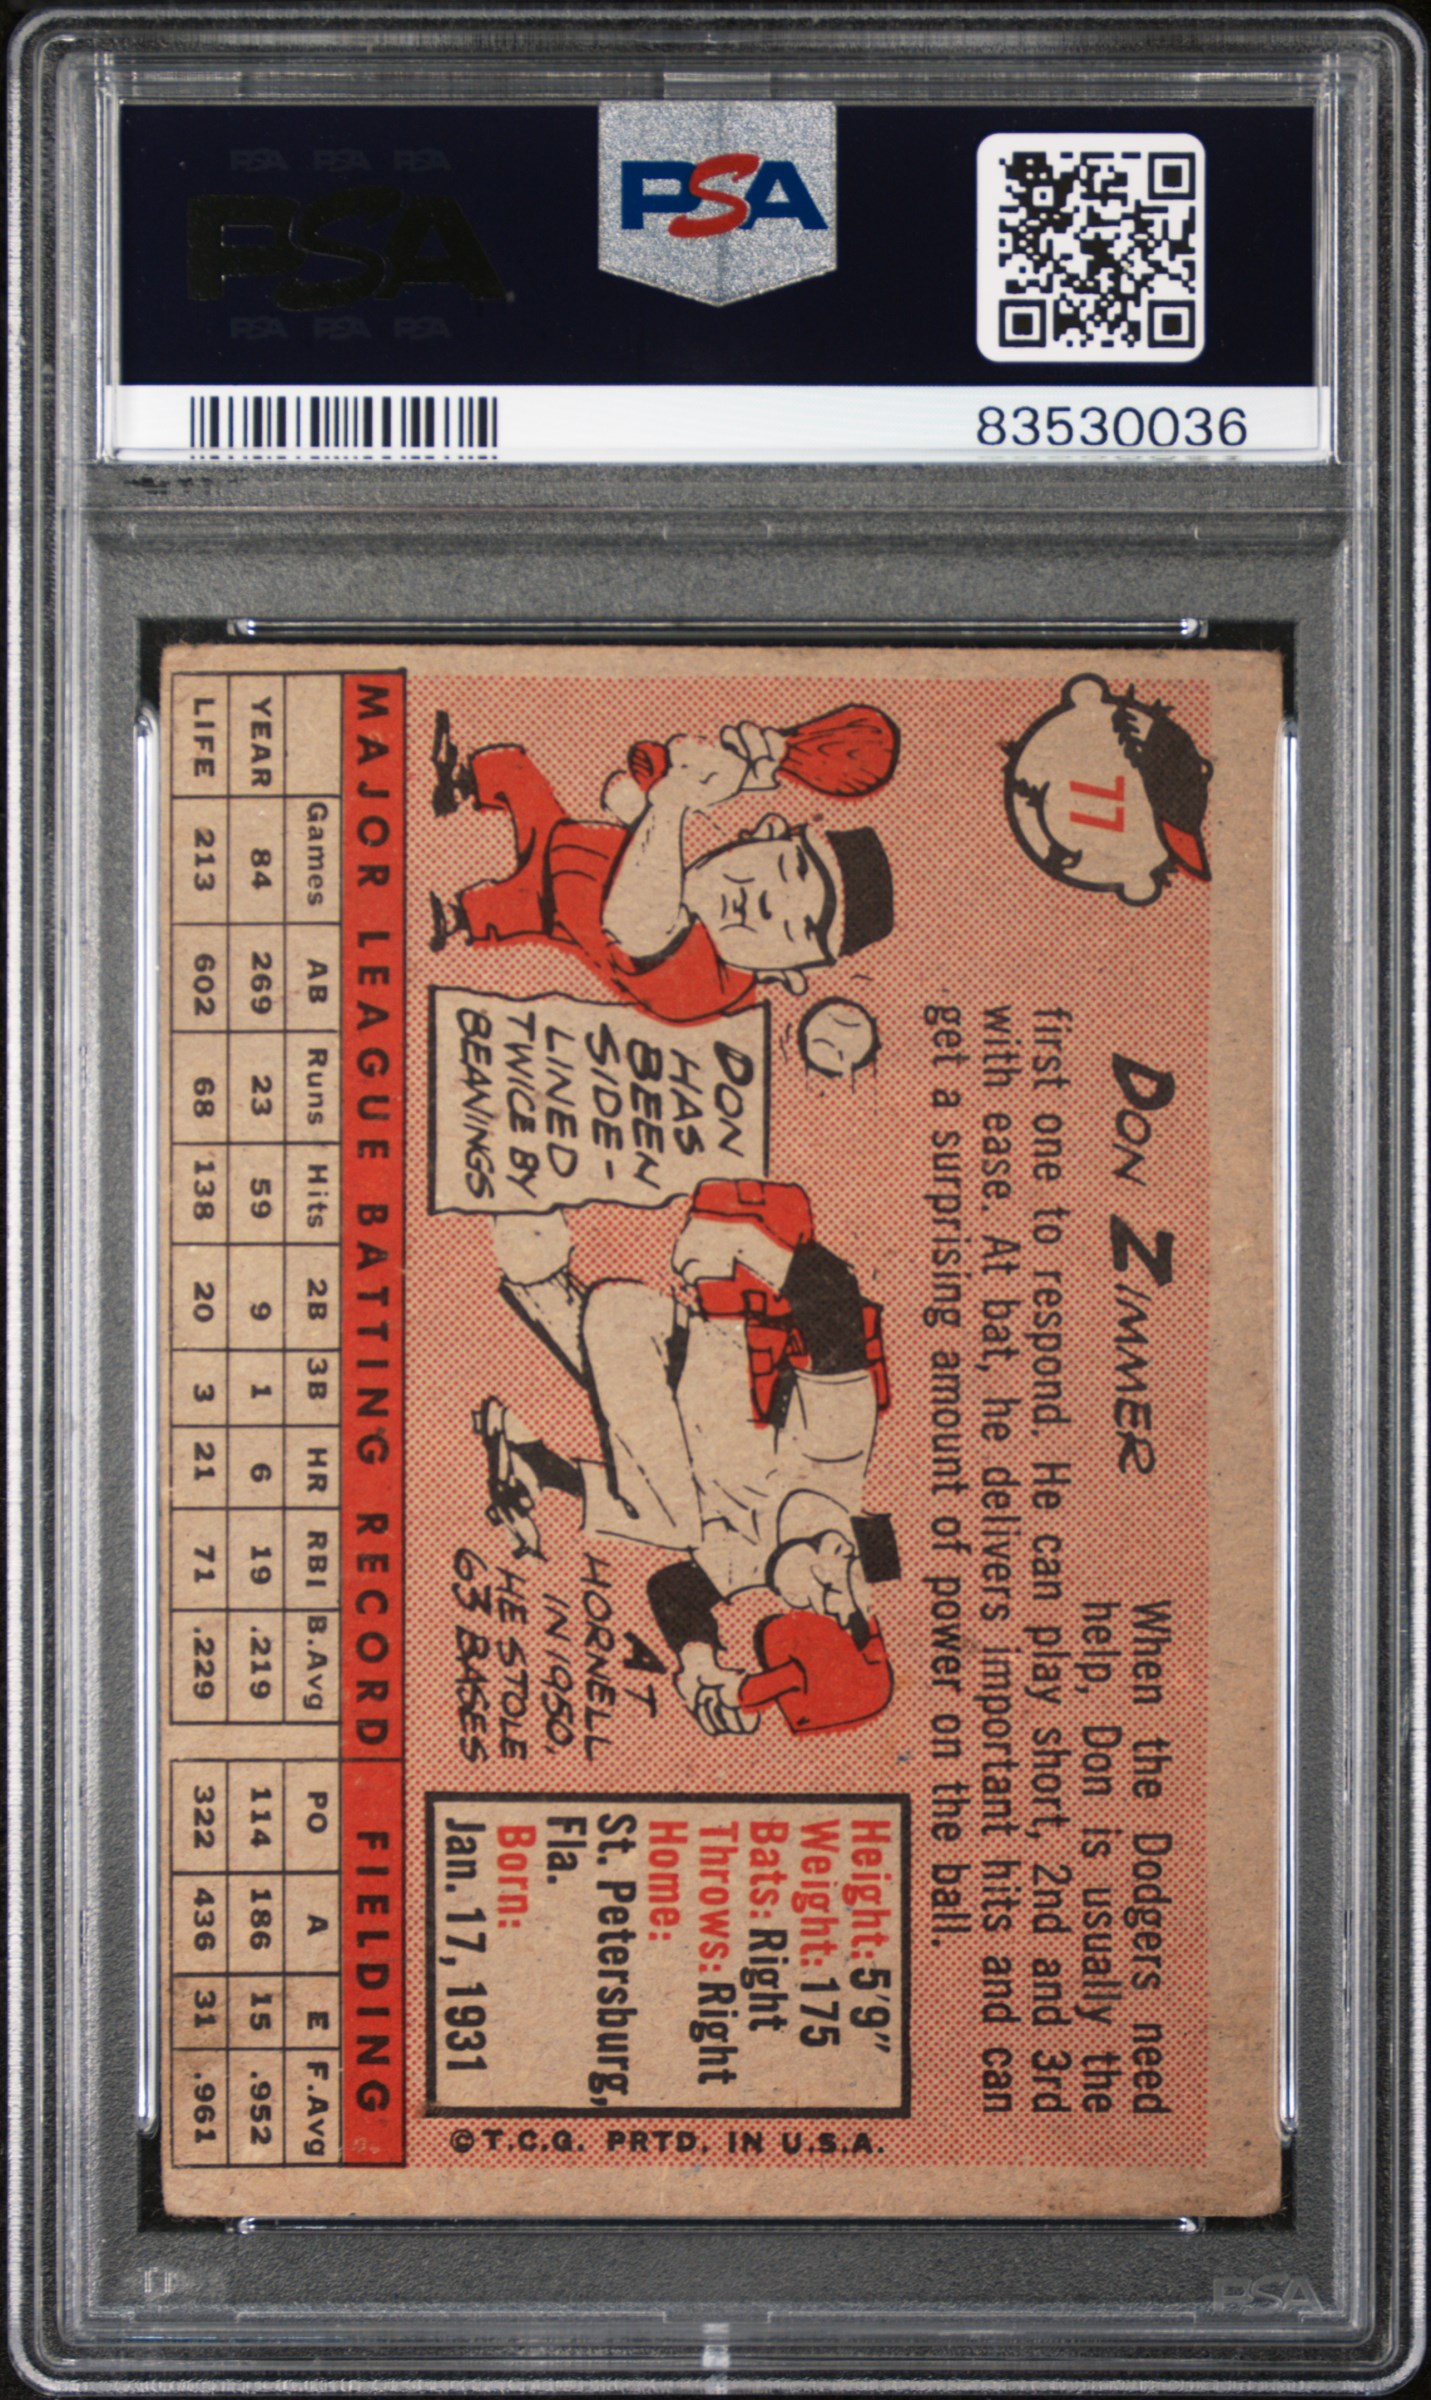 PSA PSA PSA
PSA
PSA PSA PSA
PSA
83530036
77
DON ZIMMER
When the Dodgers need
help, Don is usually the
first one to respond. He can play short, 2nd and 3rd
with ease. At bat, he delivers important hits and can
get a surprising amount of power on the ball.
DON
HAS
BEEN
SIDE-
LINED
TWICE BY
BEANINGS
AT
HORNELL
IN 1950,
HE STOLE
63 BASES
Height: 5'9"
Weight: 175
Bats: Right
Throws: Right
Home:
St. Petersburg,
Fla.
Born:
Jan. 17, 1931
©T.C.G. PRTD. IN U.S.A.
MAJOR LEAGUE BATTING RECORD FIELDING
Games AB Runs Hits 2B 3B HR RBI B.Avg PO A E F.Avg
YEAR 84 269 23 59 9 1 6 19 .219 114 186 15 .952
LIFE 213 602 68 138 20 3 21 71 .229 322 436 31 .961
PSA